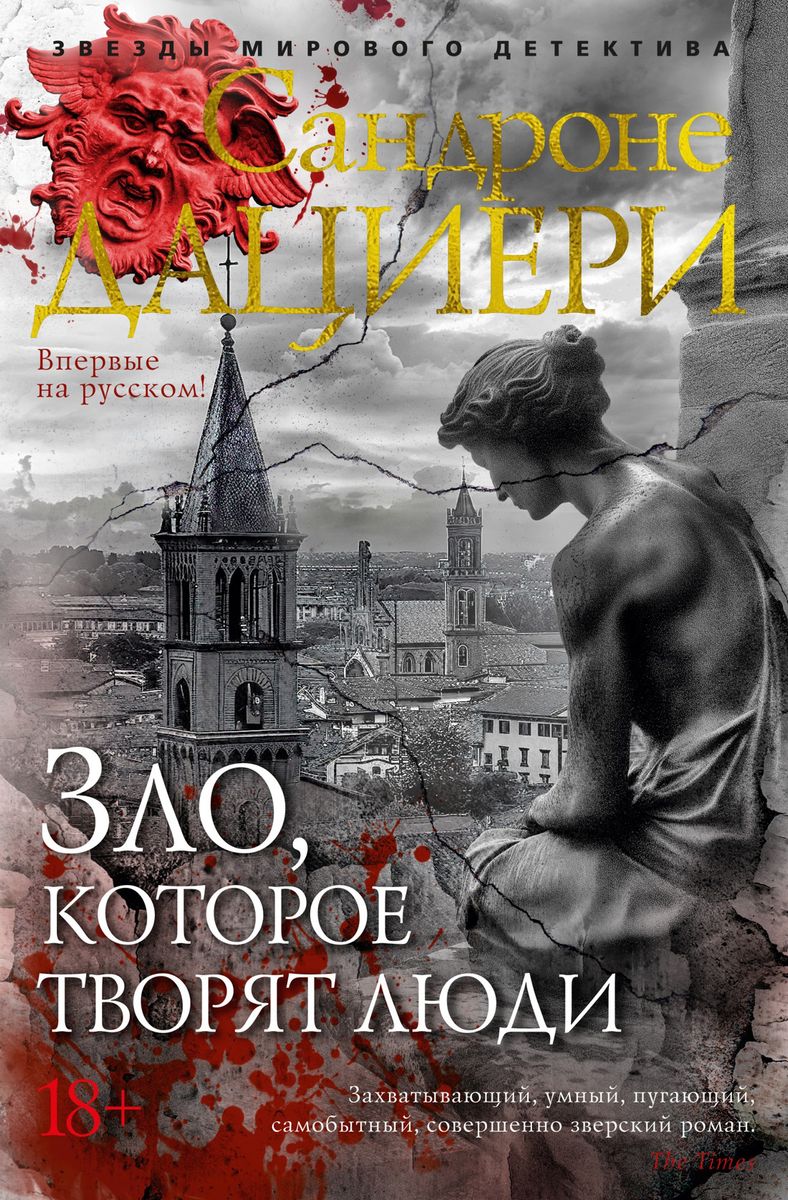 ЗВЕЗДЫ МИРОВОГО ДЕТЕКТИВА
Сандроне
ДАЦИЕРИ
Впервые
на русском!
Зло,
КОТОРОЕ
ТВОРЯТ ЛЮДИ
18+
Захватывающий, умный, пугающий,
самобытный, совершенно зверский роман.
The Times